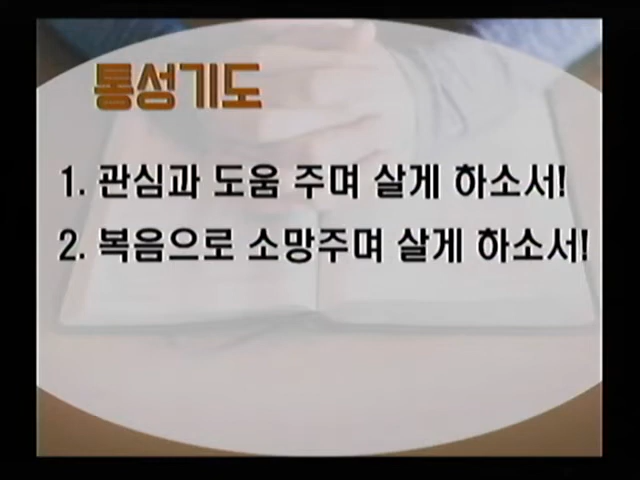 통성기도
1. 관심과 도움 주며 살게 하소서!
2. 복음으로 소망주며 살게 하소서!